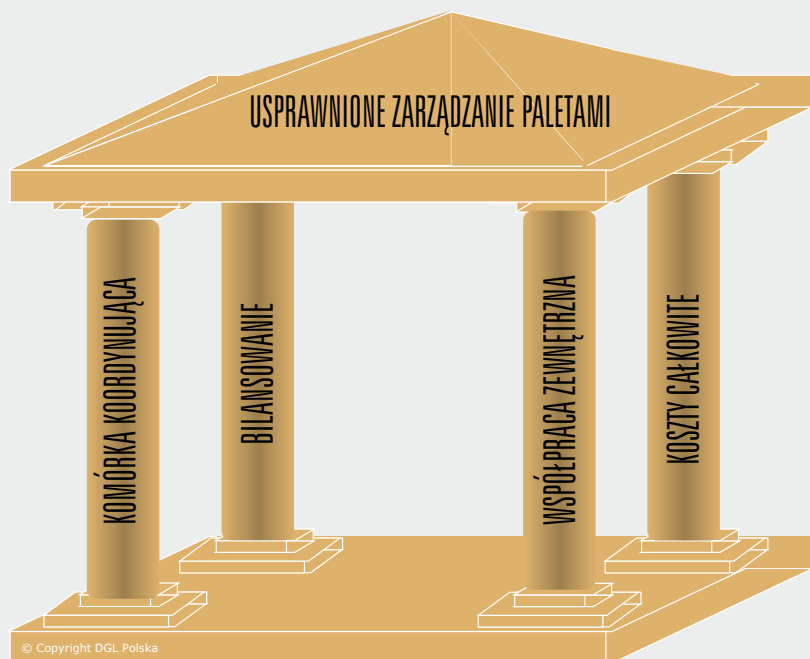 USPRAWNIONE ZARZĄDZANIE PALETAMI
KOMÓRKA KOORDYNUJĄCA
BILANSOWANIE
WSPÓŁPRACA ZEWNĘTRZNA
KOSZTY CAŁKOWITE
© Copyright DGL Polska